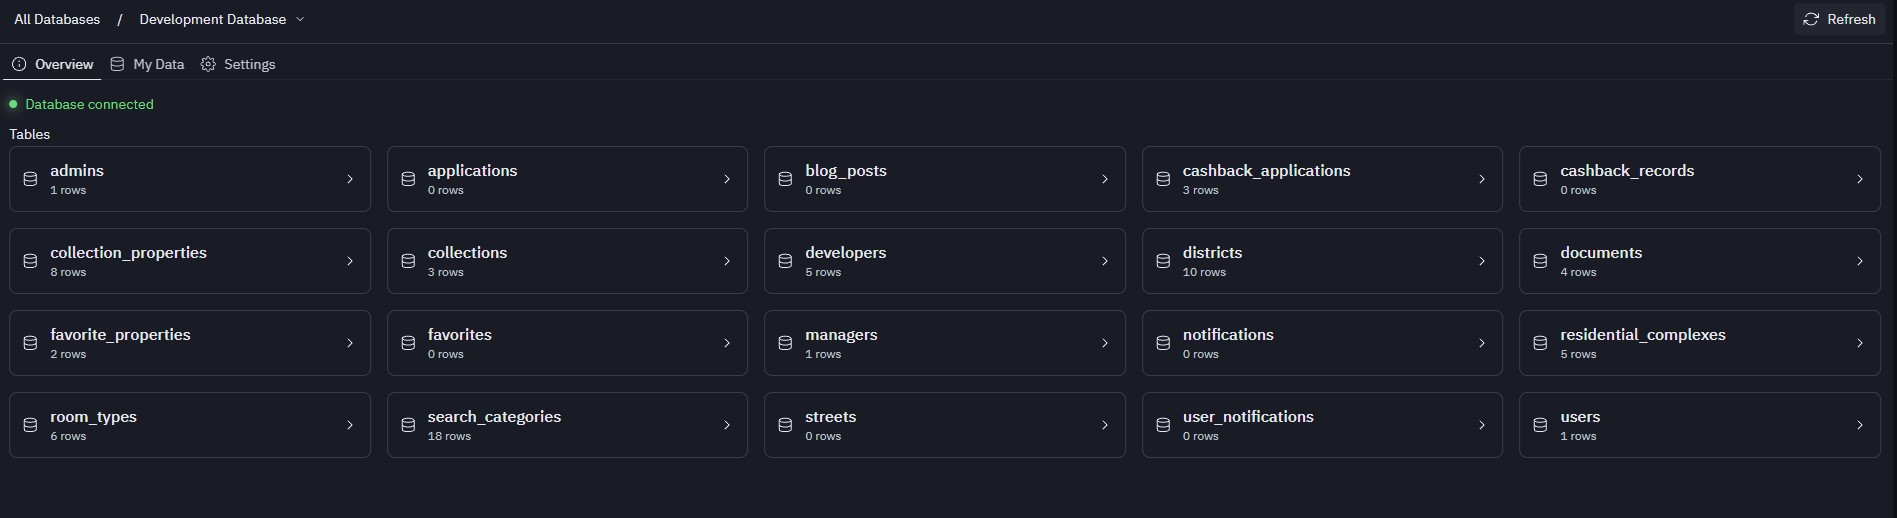 All Databases / Development Database
Refresh
Overview My Data Settings
Database connected
Tables
admins
1 rows
applications
0 rows
blog_posts
0 rows
cashback_applications
3 rows
cashback_records
0 rows
collection_properties
8 rows
collections
3 rows
developers
5 rows
districts
10 rows
documents
4 rows
favorite_properties
2 rows
favorites
0 rows
managers
1 rows
notifications
0 rows
residential_complexes
5 rows
room_types
6 rows
search_categories
18 rows
streets
0 rows
user_notifications
0 rows
users
1 rows